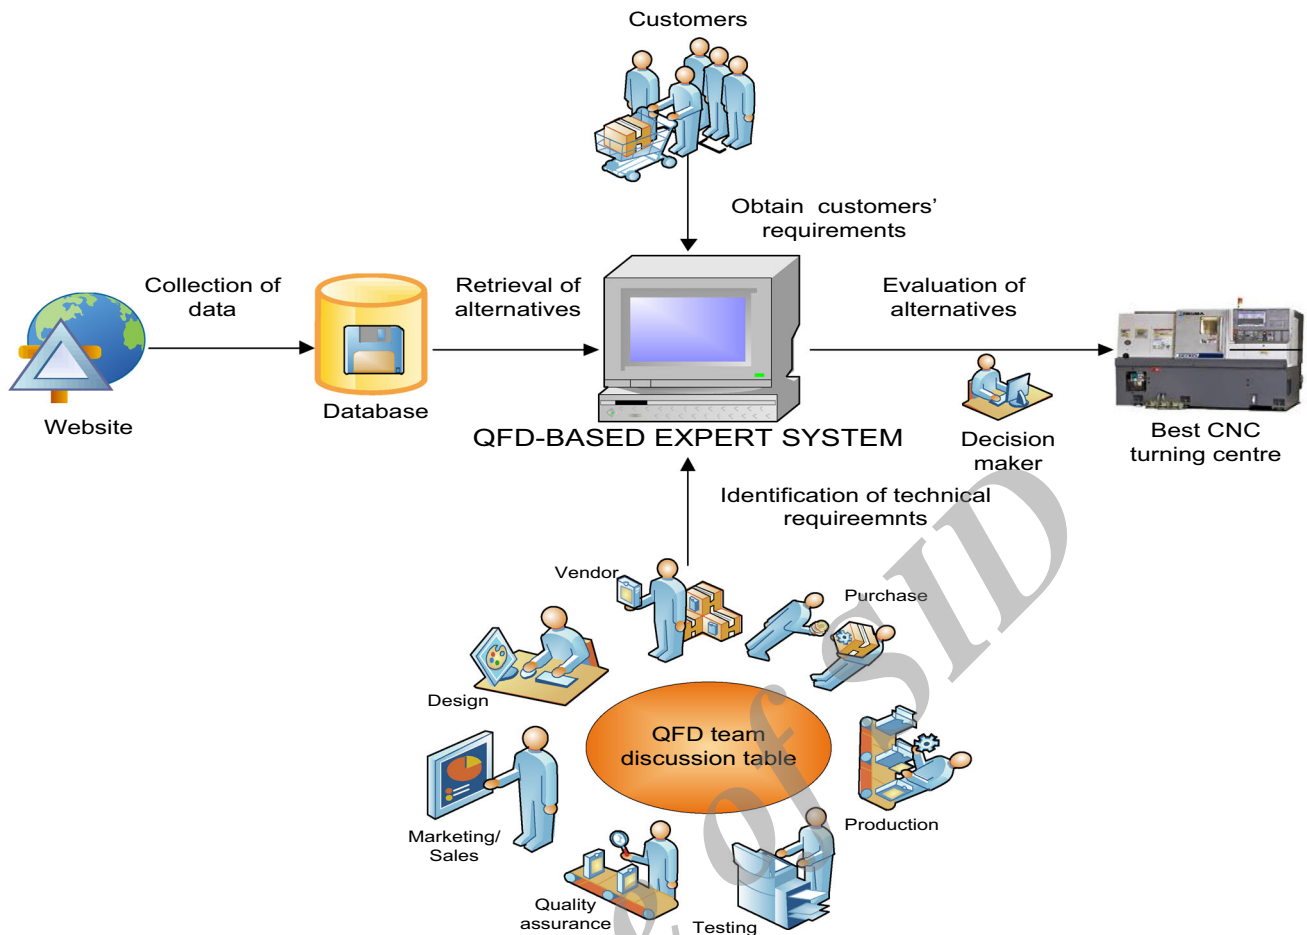 Customers
Obtain customers'
requirements
Collection of
data
Retrieval of
alternatives
Evaluation of
alternatives
Website
Database
QFD-BASED EXPERT SYSTEM
Decision
maker
Best CNC
turning centre
Identification of technical
requireemnts
Vendor
Purchase
Design
QFD team
discussion table
Marketing/
Sales
Production
Quality
assurance
Testing
of SID